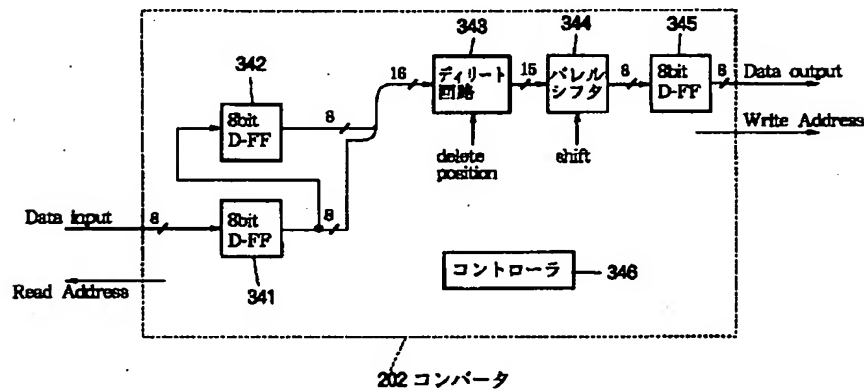 343
344
345
342
16
ディリート
回路
15
バレル
シフタ
8
8bit
D-FF
8
Data output
8bit
D-FF
8
Write Address
delete
position
shift
Data input
8
8bit
D-FF
8
コントローラ
346
Read Address
341
202 コンバータ